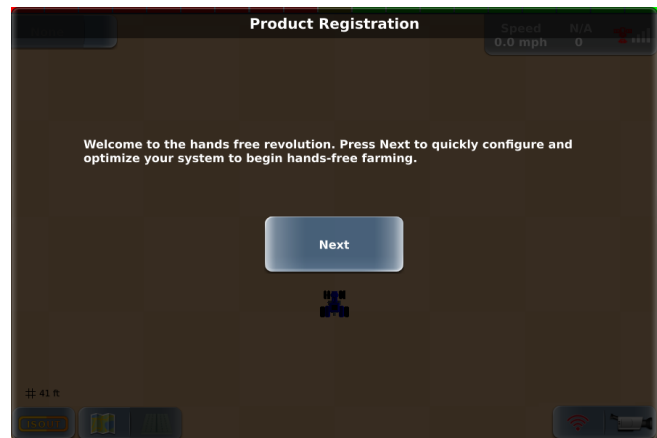 Product Registration
Speed N/A
0.0 mph 0
Welcome to the hands free revolution. Press Next to quickly configure and
optimize your system to begin hands-free farming.
Next
41 ft
ISO